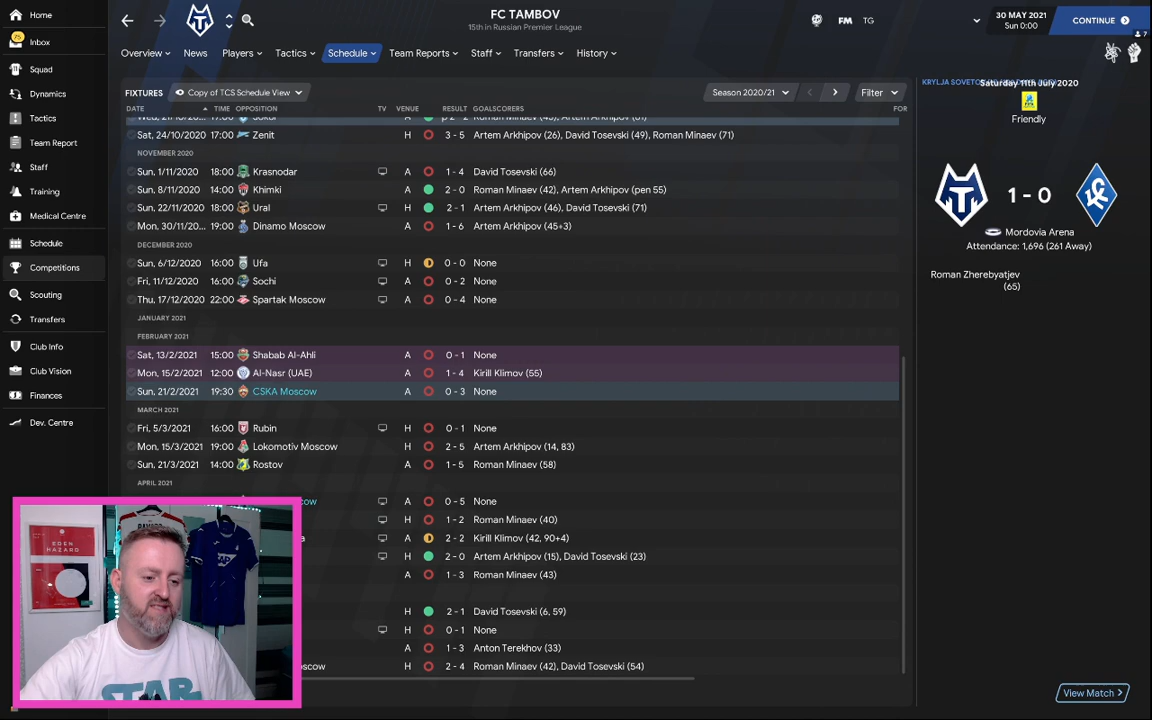 Home
Inbox
75
Squad
Dynamics
Tactics
Team Report
Staff
Training
Medical Centre
Schedule
Competitions
Scouting
Transfers
Club Info
Club Vision
Finances
Dev. Centre
FC TAMBOV
15th in Russian Premier League
FM TG
30 MAY 2021
Sun 0:00
CONTINUE
7
Overview News Players Tactics Schedule Team Reports Staff Transfers History
FIXTURES Copy of TCS Schedule View Season 2020/21 Filter
DATE TIME OPPOSITION TV VENUE RESULT GOALSCORERS FOR
Sat, 24/10/2020 17:00 Zenit H 3 - 5 Artem Arkhipov (26), David Tosevski (49), Roman Minaev (71)
NOVEMBER 2020
Sun, 1/11/2020 18:00 Krasnodar A 1 - 4 David Tosevski (66)
Sun, 8/11/2020 14:00 Khimki A 2 - 0 Roman Minaev (42), Artem Arkhipov (pen 55)
Sun, 22/11/2020 18:00 Ural H 2 - 1 Artem Arkhipov (46), David Tosevski (71)
Mon, 30/11/20... 19:00 Dinamo Moscow A 1 - 6 Artem Arkhipov (45+3)
DECEMBER 2020
Sun, 6/12/2020 16:00 Ufa H 0 - 0 None
Fri, 11/12/2020 16:00 Sochi A 0 - 2 None
Thu, 17/12/2020 22:00 Spartak Moscow A 0 - 4 None
JANUARY 2021
FEBRUARY 2021
Sat, 13/2/2021 15:00 Shabab Al-Ahli A 0 - 1 None
Mon, 15/2/2021 12:00 Al-Nasr (UAE) A 1 - 4 Kirill Klimov (55)
Sun, 21/2/2021 19:30 CSKA Moscow A 0 - 3 None
MARCH 2021
Fri, 5/3/2021 16:00 Rubin H 0 - 1 None
Mon, 15/3/2021 19:00 Lokomotiv Moscow H 2 - 5 Artem Arkhipov (14, 83)
Sun, 21/3/2021 14:00 Rostov A 1 - 5 Roman Minaev (58)
APRIL 2021
A 0 - 5 None
H 1 - 2 Roman Minaev (40)
A 2 - 2 Kirill Klimov (42, 90+4)
H 2 - 0 Artem Arkhipov (15), David Tosevski (23)
A 1 - 3 Roman Minaev (43)
H 2 - 1 David Tosevski (6, 59)
H 0 - 1 None
A 1 - 3 Anton Terekhov (33)
H 2 - 4 Roman Minaev (42), David Tosevski (54)
Saturday 11th July 2020
Friendly
1 - 0
Mordovia Arena
Attendance: 1,696 (261 Away)
Roman Zherebyatjev
(65)
View Match
EDEN
HAZARD
STAR